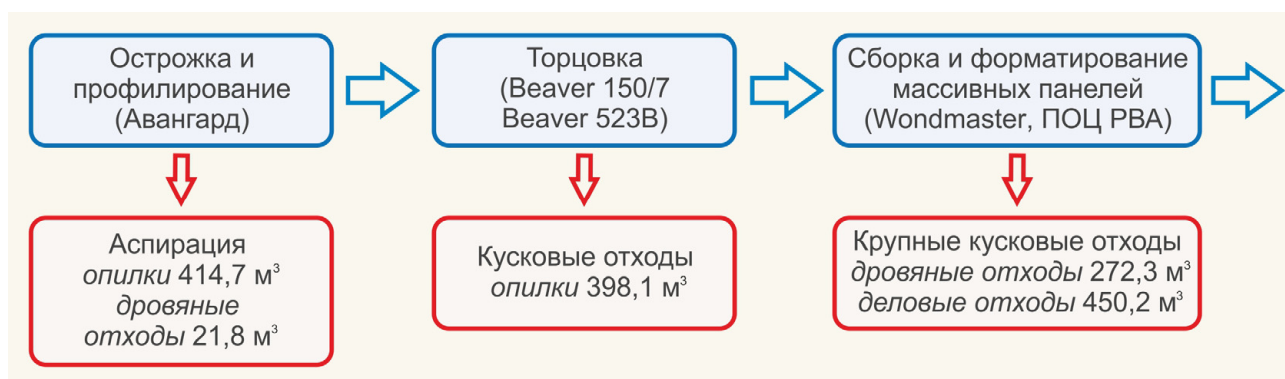 Острожка и
профилирование
(Авангард)
Торцовка
(Beaver 150/7
Beaver 523В)
Сборка и форматирование
массивных панелей
(Wondmaster, ПОЦ РВА)
Аспирация
опилки 414,7 м³
дровяные
отходы 21,8 м³
Кусковые отходы
опилки 398,1 м³
Крупные кусковые отходы
дровяные отходы 272,3 м³
деловые отходы 450,2 м³